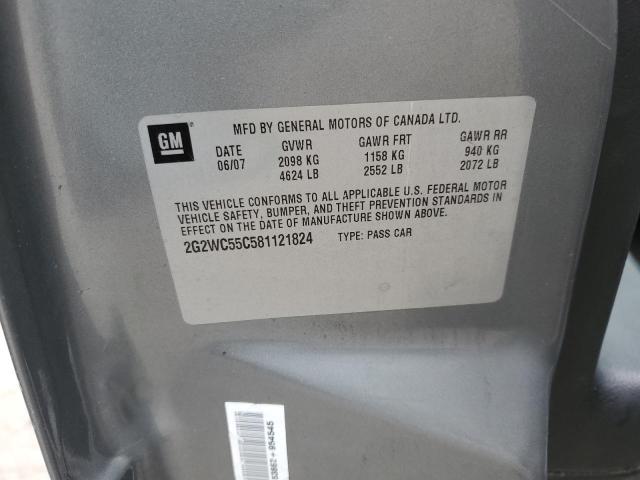 GM
MFD BY GENERAL MOTORS OF CANADA LTD.
DATE GVWR GAWR FRT GAWR RR
06/07 2098 KG 1158 KG 940 KG
4624 LB 2552 LB 2072 LB
THIS VEHICLE CONFORMS TO ALL APPLICABLE U.S. FEDERAL MOTOR
VEHICLE SAFETY, BUMPER, AND THEFT PREVENTION STANDARDS IN
EFFECT ON THE DATE OF MANUFACTURE SHOWN ABOVE.
2G2WC55C581121824 TYPE: PASS CAR
53862 + 954545